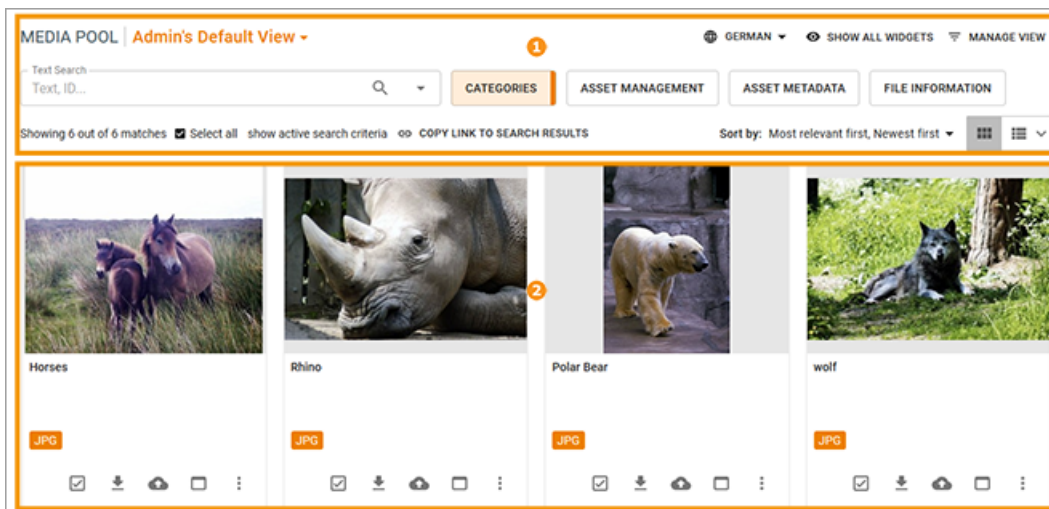 MEDIA POOL Admin's Default View
1
GERMAN SHOW ALL WIDGETS MANAGE VIEW
Text Search
Text, ID...
CATEGORIES ASSET MANAGEMENT ASSET METADATA FILE INFORMATION
Showing 6 out of 6 matches Select all show active search criteria COPY LINK TO SEARCH RESULTS Sort by: Most relevant first, Newest first
2
Horses Rhino Polar Bear wolf
JPG JPG JPG JPG